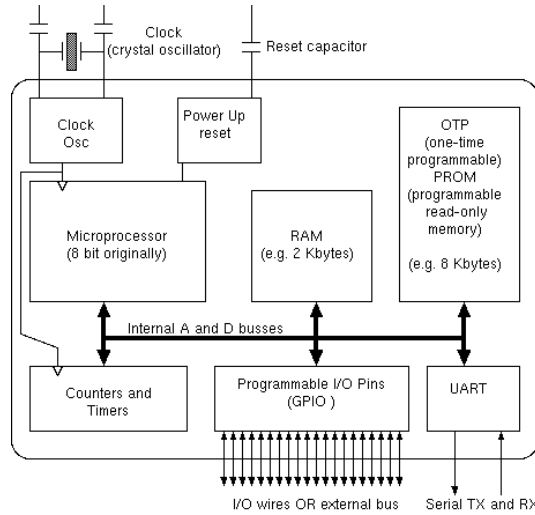 Clock
(crystal oscillator)
Reset capacitor
Clock
Osc
Power Up
reset
OTP
(one-time
programmable)
PROM
(programmable
read-only
memory)
(e.g. 8 Kbytes)
Microprocessor
(8 bit originally)
RAM
(e.g. 2 Kbytes)
Internal A and D busses
Counters and
Timers
Programmable I/O Pins
(GPIO )
UART
I/O wires OR external bus
Serial TX and RX